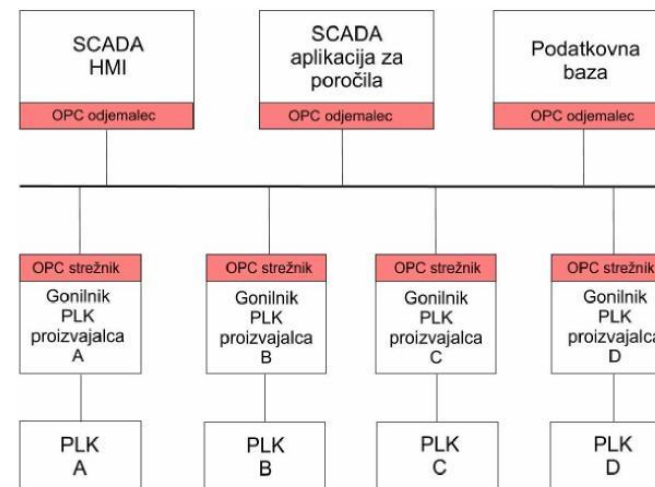 SCADA
HMI
OPC odjemalec
SCADA
aplikacija za
poročila
OPC odjemalec
Podatkovna
baza
OPC odjemalec
OPC strežnik
Gonilnik
PLK
proizvajalca
A
OPC strežnik
Gonilnik
PLK
proizvajalca
B
OPC strežnik
Gonilnik
PLK
proizvajalca
C
OPC strežnik
Gonilnik
PLK
proizvajalca
D
PLK
A
PLK
B
PLK
C
PLK
D